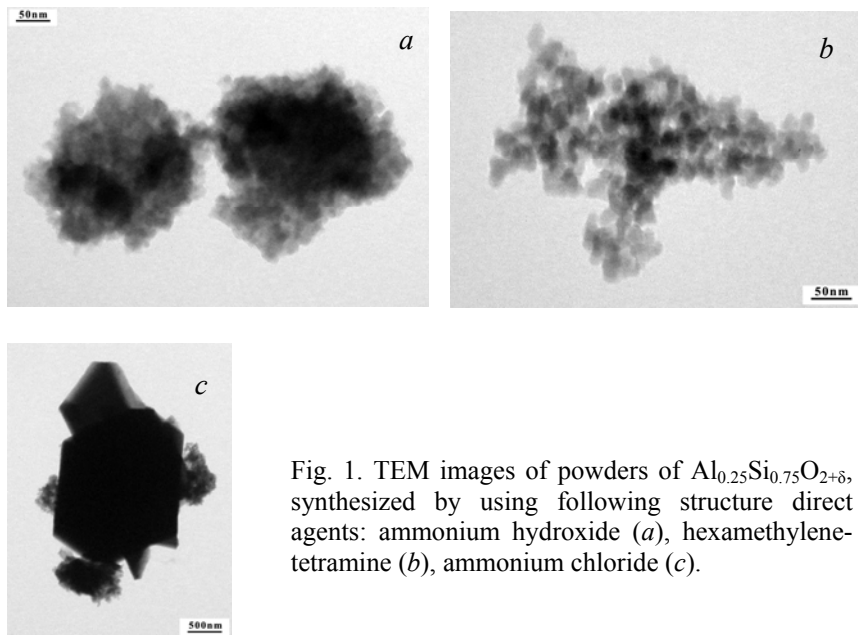 50nm
a
b
50nm
c
500nm
Fig. 1. TEM images of powders of Al₀.₂₅Si₀.₇₅O₂₊δ,
synthesized by using following structure direct
agents: ammonium hydroxide (a), hexamethylene-
tetramine (b), ammonium chloride (c).